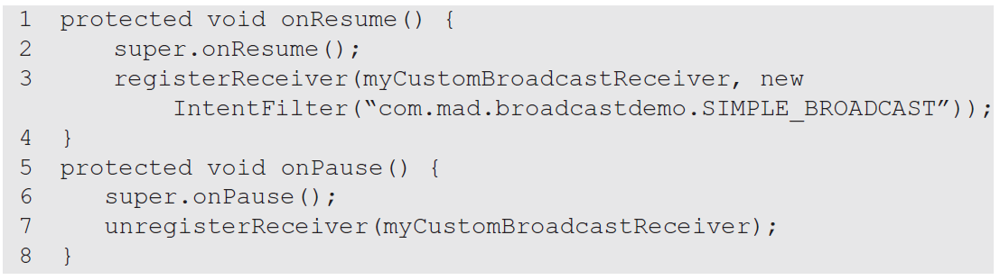 1 protected void onResume() {
2 super.onResume();
3 registerReceiver(myCustomBroadcastReceiver, new
IntentFilter(“com.mad.broadcastdemo.SIMPLE_BROADCAST”));
4 }
5 protected void onPause() {
6 super.onPause();
7 unregisterReceiver(myCustomBroadcastReceiver);
8 }